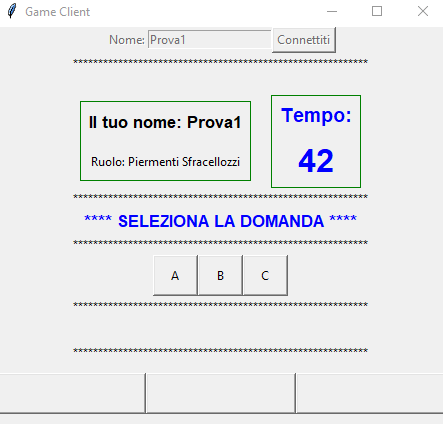 Game Client
Nome: Prova1 Connettiti
***********************************************************
Il tuo nome: Prova1
Ruolo: Piermenti Sfracellozzi
Tempo:
42
***********************************************************
**** SELEZIONA LA DOMANDA ****
***********************************************************
A B C
***********************************************************
***********************************************************